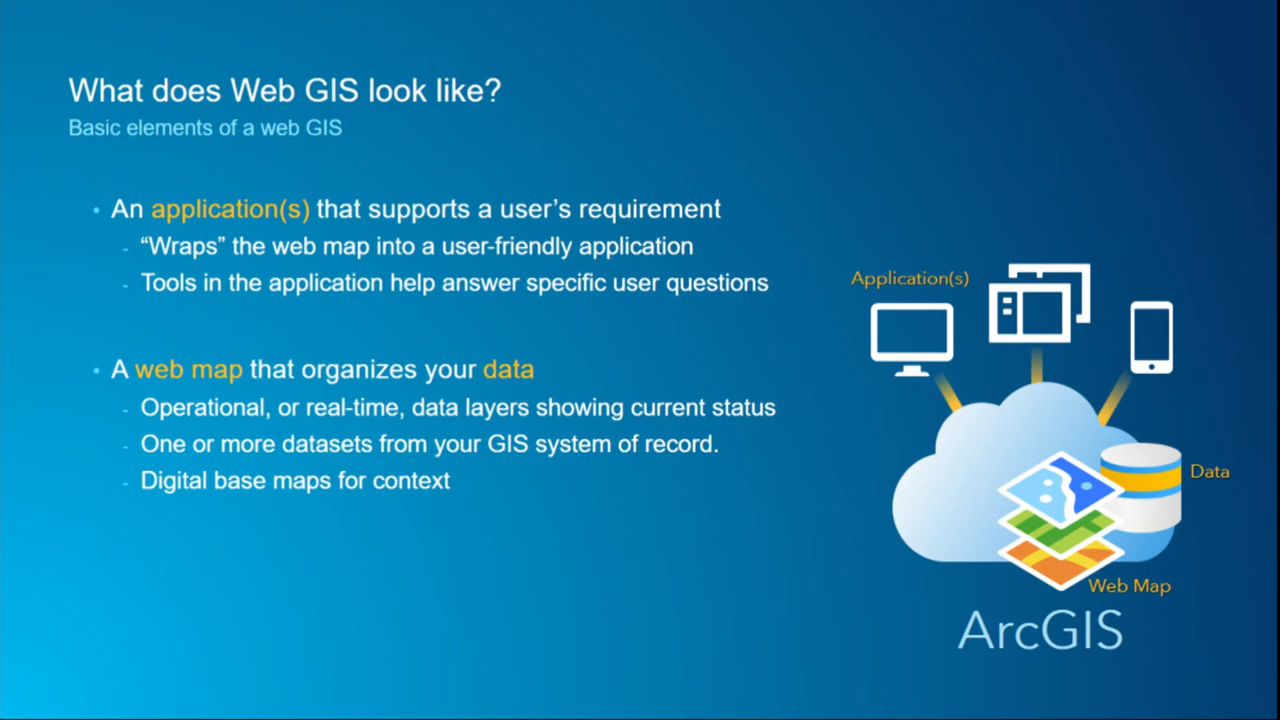 What does Web GIS look like?
Basic elements of a web GIS
• An application(s) that supports a user’s requirement
- “Wraps” the web map into a user-friendly application
- Tools in the application help answer specific user questions
• A web map that organizes your data
- Operational, or real-time, data layers showing current status
- One or more datasets from your GIS system of record.
- Digital base maps for context
Application(s)
Data
Web Map
ArcGIS